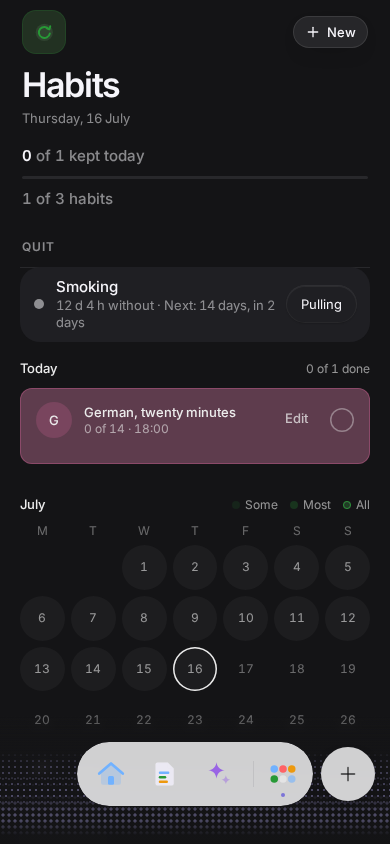 New
Habits
Thursday, 16 July
0 of 1 kept today
1 of 3 habits
QUIT
Smoking
12 d 4 h without · Next: 14 days, in 2
days
Pulling
Today
0 of 1 done
G
German, twenty minutes
0 of 14 · 18:00
Edit
July
Some
Most
All
M T W T F S S
1 2 3 4 5
6 7 8 9 10 11 12
13 14 15 16 17 18 19
20 21 22 23 24 25 26